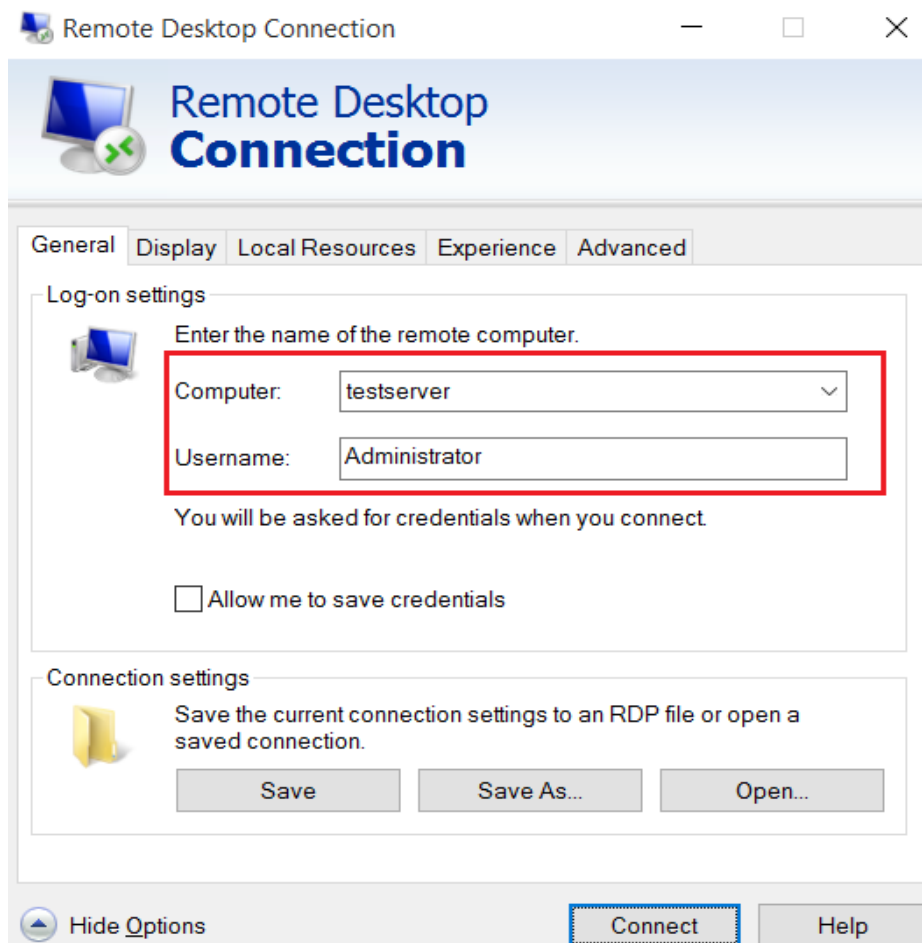 Remote Desktop Connection
Remote Desktop
Connection
General Display Local Resources Experience Advanced
Log-on settings
Enter the name of the remote computer.
Computer: testserver
Username: Administrator
You will be asked for credentials when you connect.
Allow me to save credentials
Connection settings
Save the current connection settings to an RDP file or open a
saved connection.
Save Save As... Open...
Hide Options Connect Help